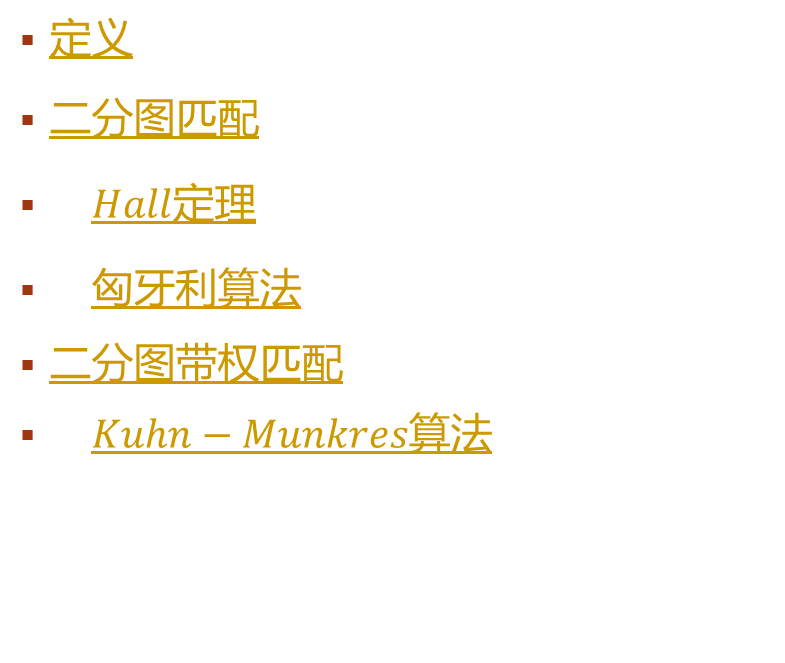 ▪ 定义
▪ 二分图匹配
▪ Hall定理
▪ 匈牙利算法
▪ 二分图带权匹配
▪ Kuhn − Munkres算法